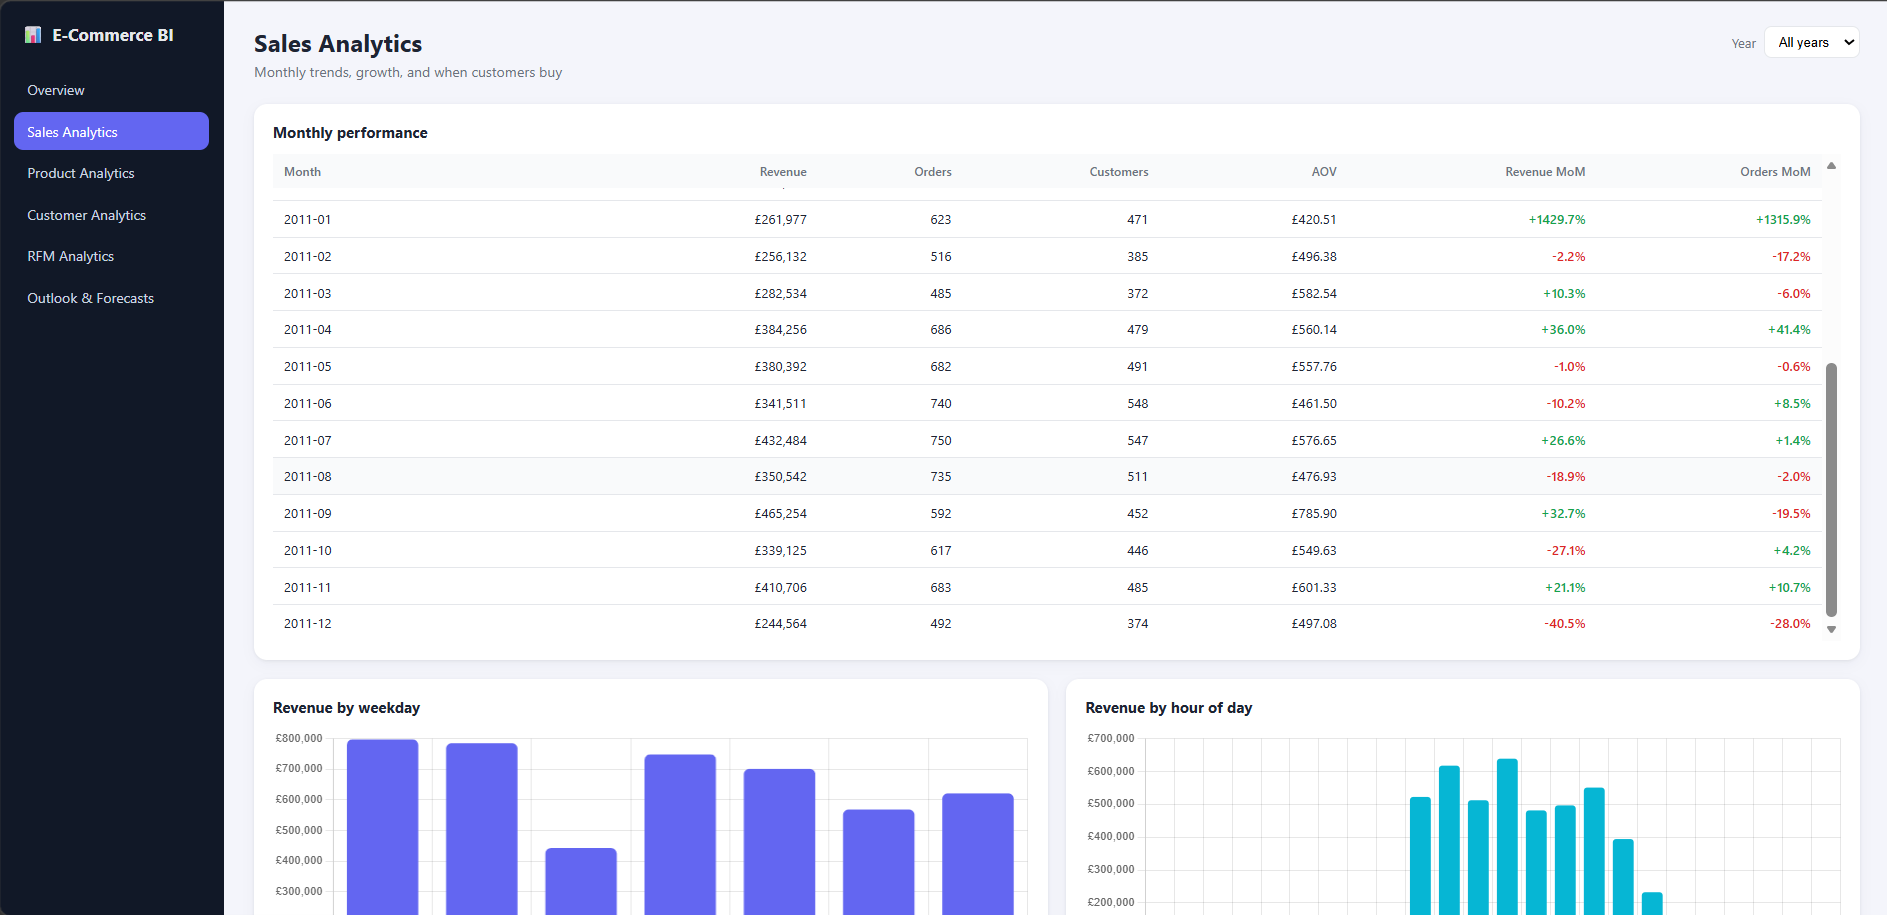 E-Commerce BI
Overview
Sales Analytics
Product Analytics
Customer Analytics
RFM Analytics
Outlook & Forecasts
Sales Analytics
Monthly trends, growth, and when customers buy
Year All years
Monthly performance
Month Revenue Orders Customers AOV Revenue MoM Orders MoM
2011-01 £261,977 623 471 £420.51 +1429.7% +1315.9%
2011-02 £256,132 516 385 £496.38 -2.2% -17.2%
2011-03 £282,534 485 372 £582.54 +10.3% -6.0%
2011-04 £384,256 686 479 £560.14 +36.0% +41.4%
2011-05 £380,392 682 491 £557.76 -1.0% -0.6%
2011-06 £341,511 740 548 £461.50 -10.2% +8.5%
2011-07 £432,484 750 547 £576.65 +26.6% +1.4%
2011-08 £350,542 735 511 £476.93 -18.9% -2.0%
2011-09 £465,254 592 452 £785.90 +32.7% -19.5%
2011-10 £339,125 617 446 £549.63 -27.1% +4.2%
2011-11 £410,706 683 485 £601.33 +21.1% +10.7%
2011-12 £244,564 492 374 £497.08 -40.5% -28.0%
Revenue by weekday
£800,000
£700,000
£600,000
£500,000
£400,000
£300,000
Revenue by hour of day
£700,000
£600,000
£500,000
£400,000
£300,000
£200,000